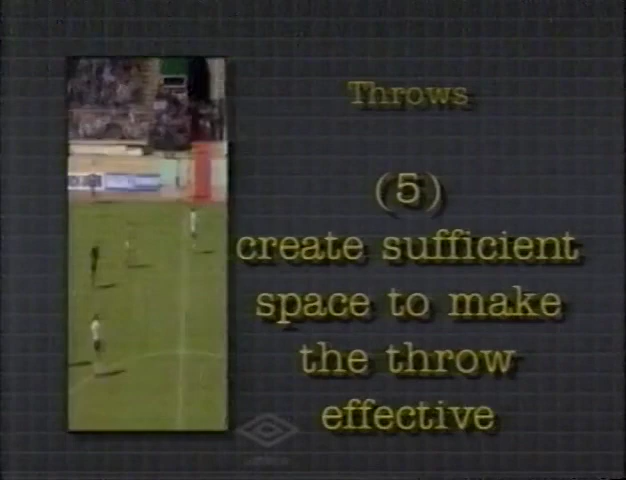 Throws
(5)
create sufficient
space to make
the throw
effective